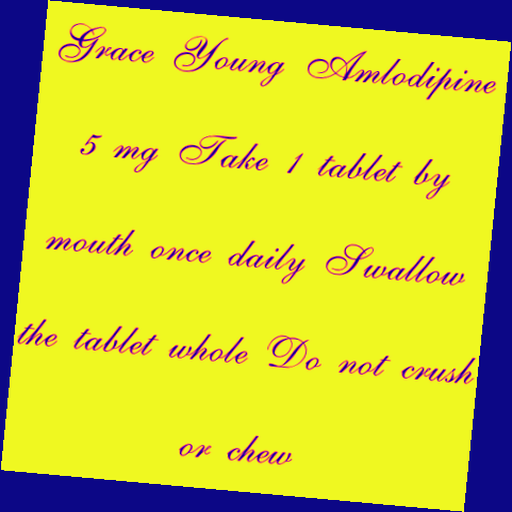 Grace Young Amlodipine
5 mg Take 1 tablet by
mouth once daily Swallow
the tablet whole Do not crush
or chew